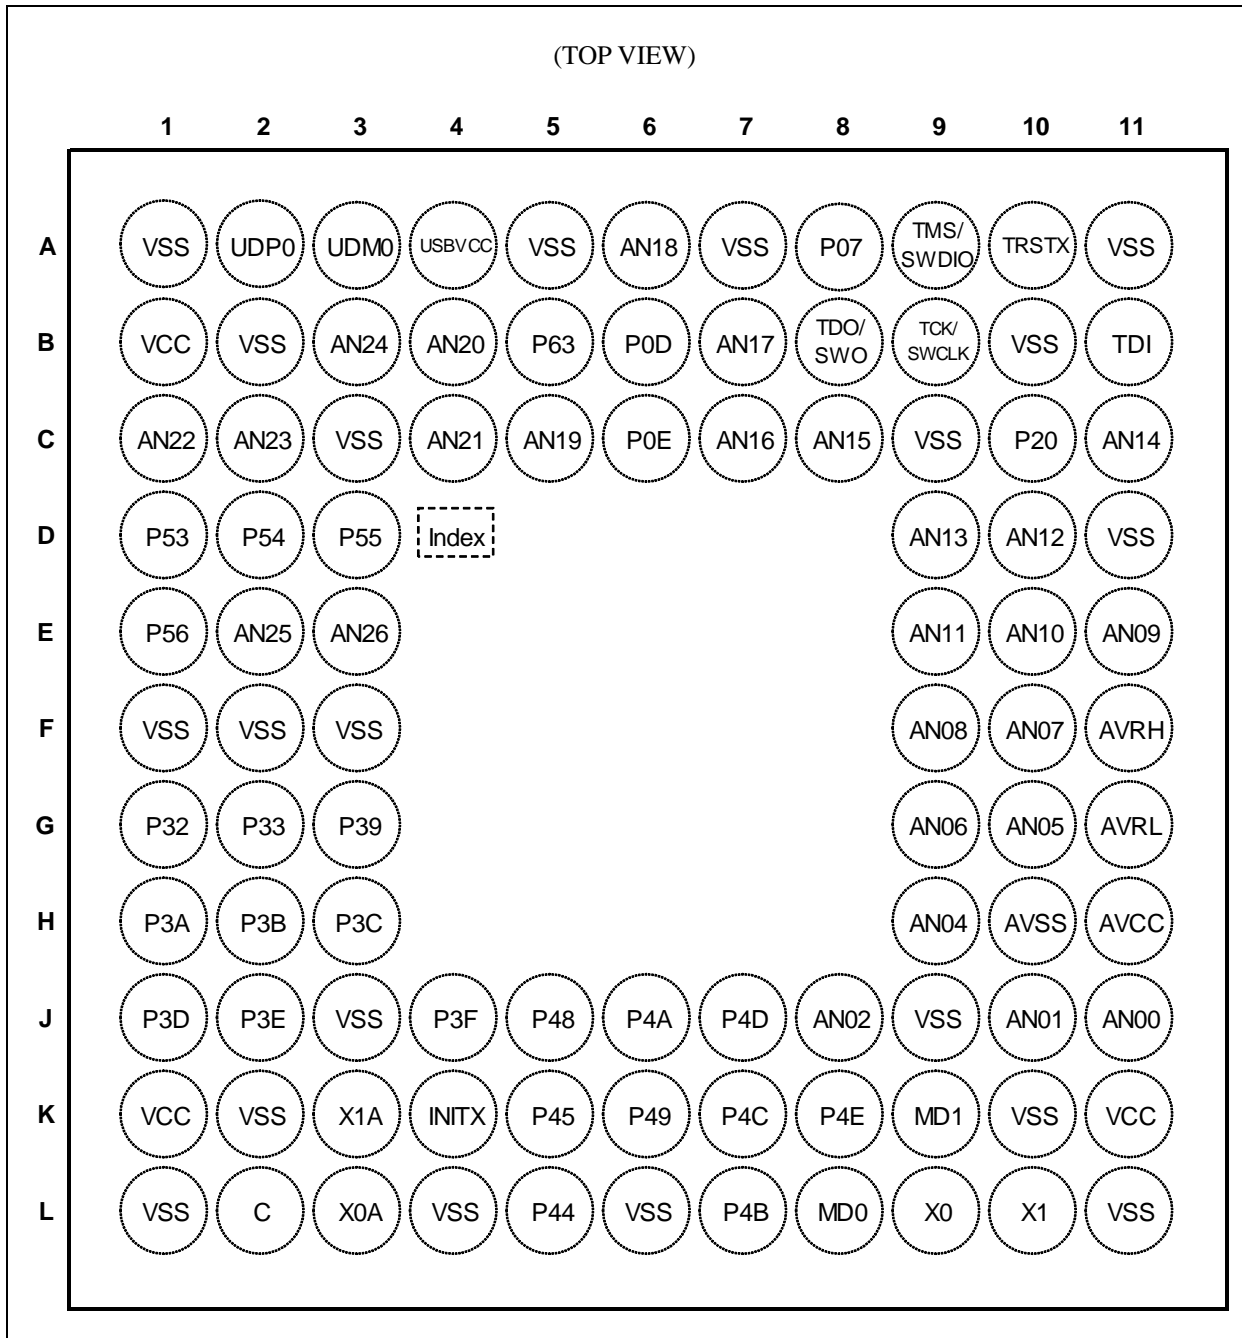 (TOP VIEW)
1 2 3 4 5 6 7 8 9 10 11
A VSS UDP0 UDM0 USBVCC VSS AN18 VSS P07 TMS/ SWDIO TRSTX VSS
B VCC VSS AN24 AN20 P63 P0D AN17 TDO/ SWO TCK/ SWCLK VSS TDI
C AN22 AN23 VSS AN21 AN19 P0E AN16 AN15 VSS P20 AN14
D P53 P54 P55 Index AN13 AN12 VSS
E P56 AN25 AN26 AN11 AN10 AN09
F VSS VSS VSS AN08 AN07 AVRH
G P32 P33 P39 AN06 AN05 AVRL
H P3A P3B P3C AN04 AVSS AVCC
J P3D P3E VSS P3F P48 P4A P4D AN02 VSS AN01 AN00
K VCC VSS X1A INITX P45 P49 P4C P4E MD1 VSS VCC
L VSS C X0A VSS P44 VSS P4B MD0 X0 X1 VSS